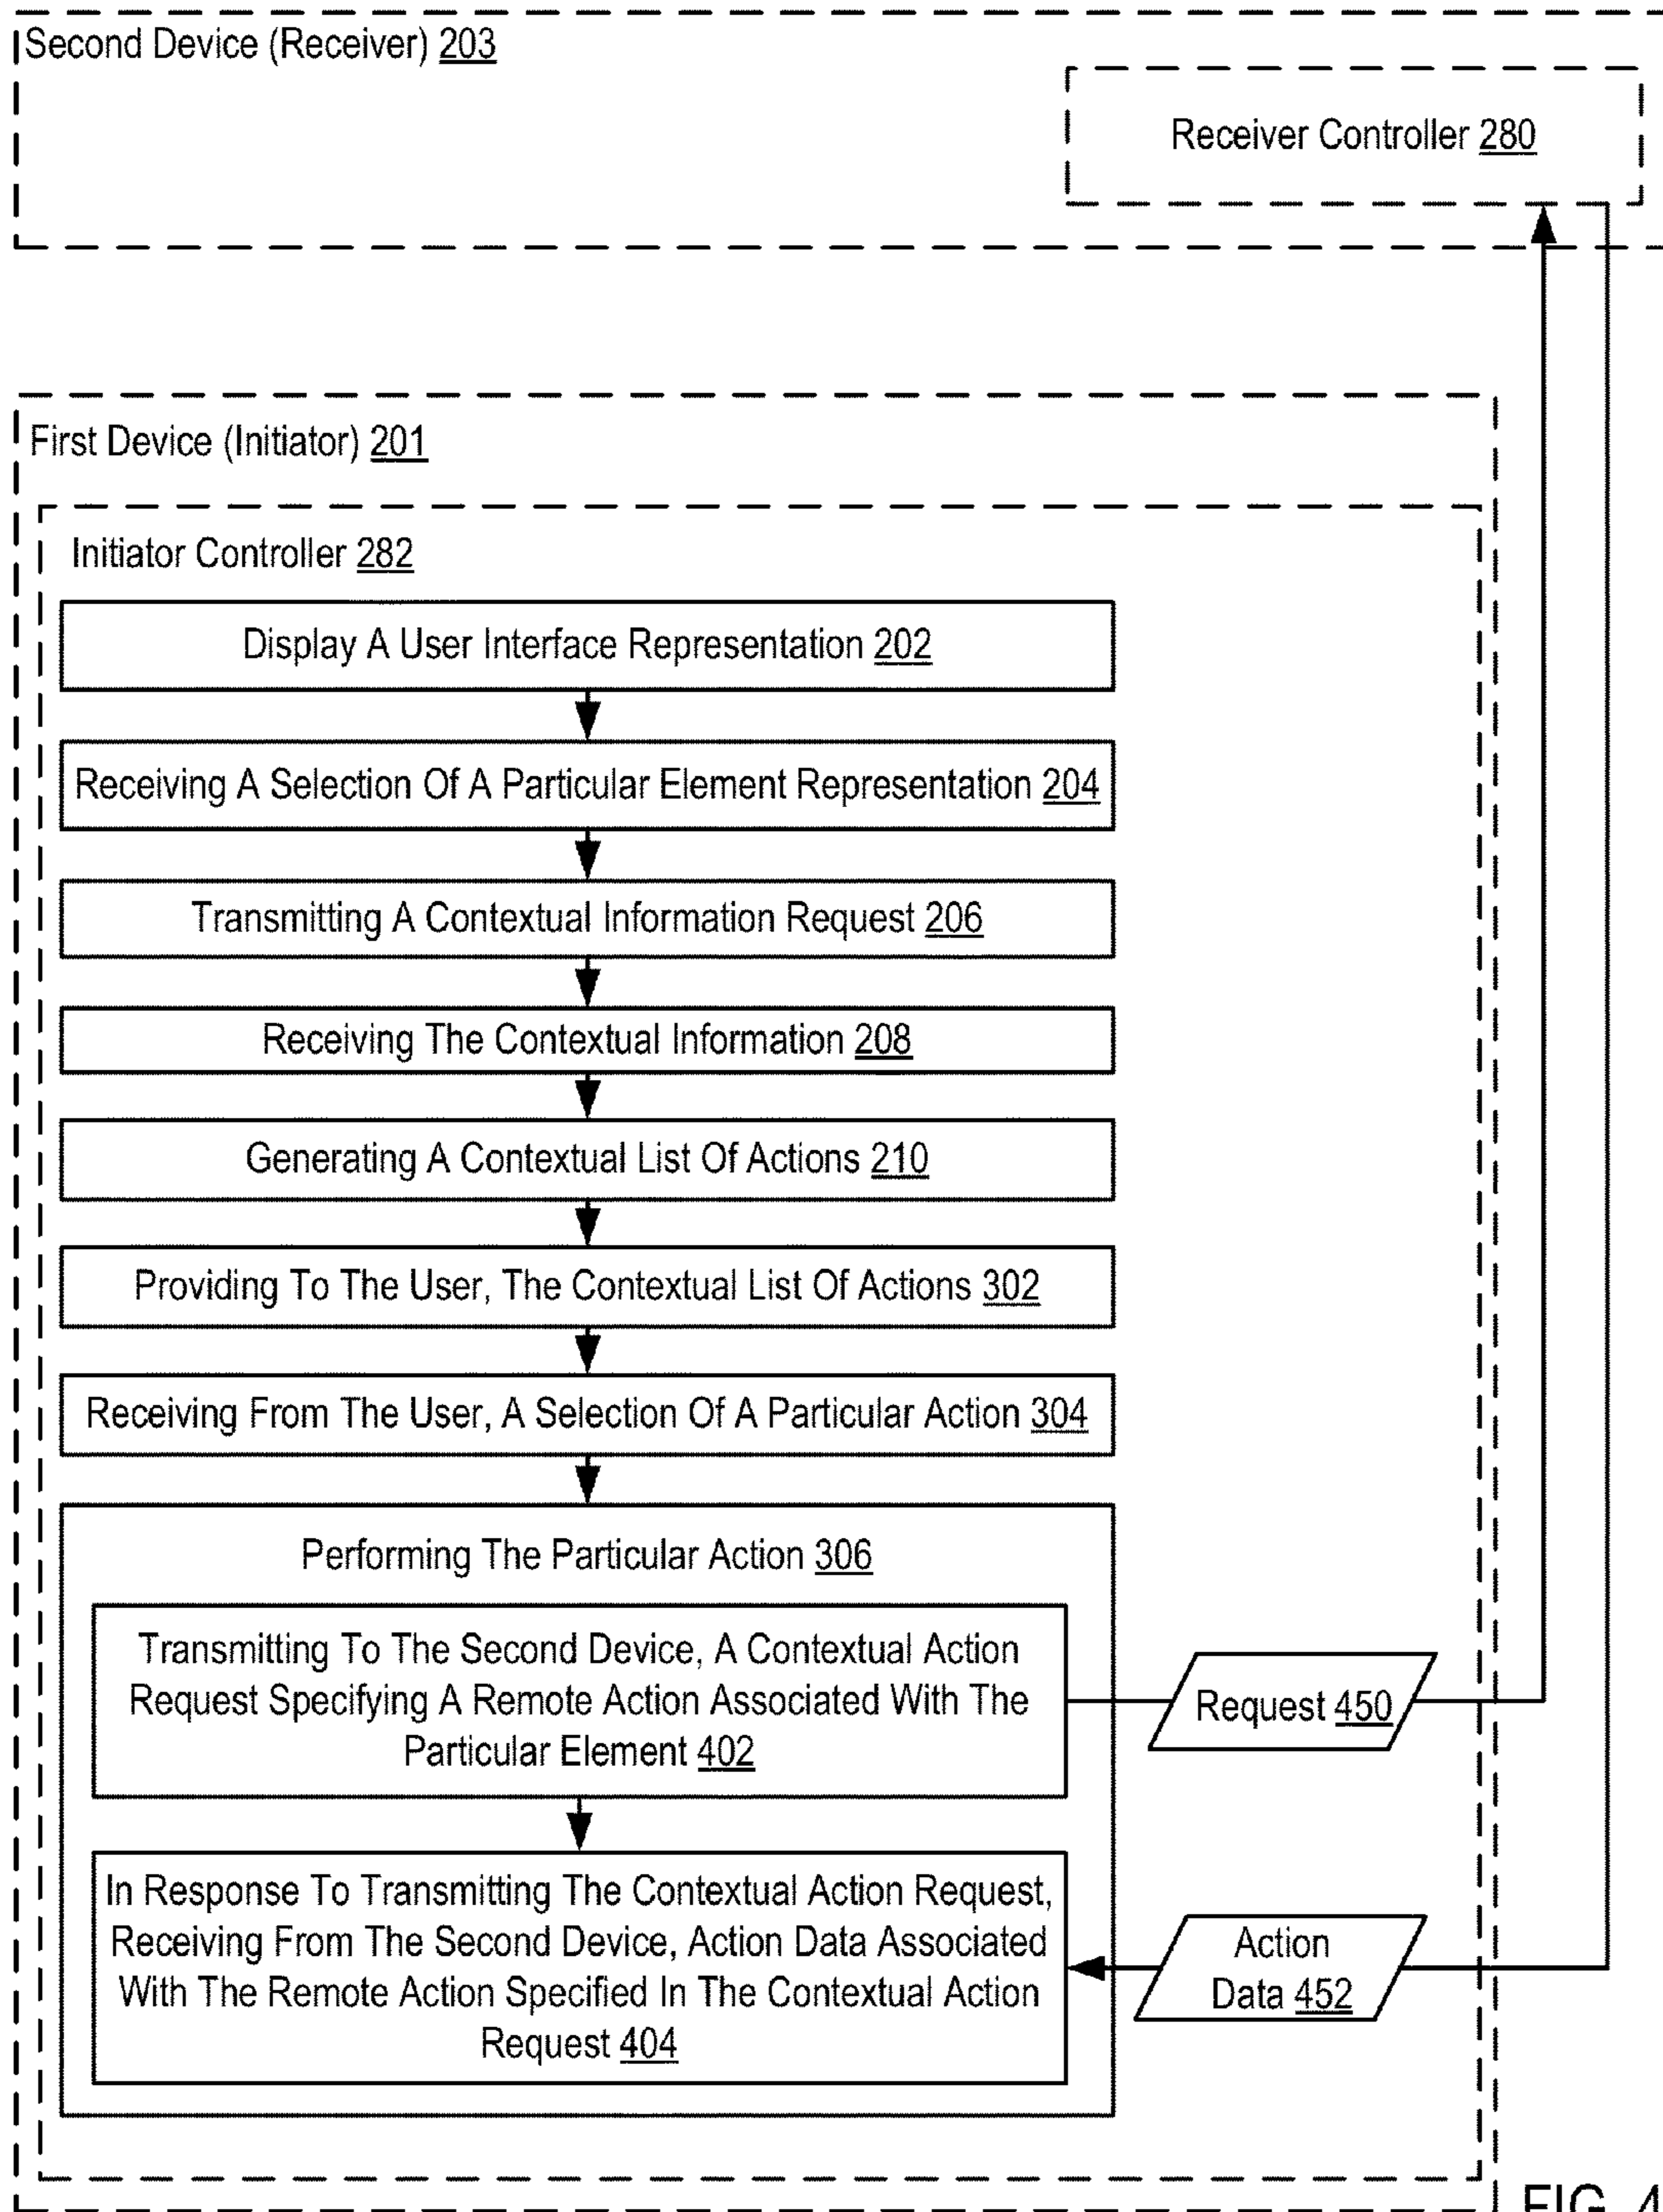 Second Device (Receiver) 203
Receiver Controller 280
First Device (Initiator) 201
Initiator Controller 282
Display A User Interface Representation 202
Receiving A Selection Of A Particular Element Representation 204
Transmitting A Contextual Information Request 206
Receiving The Contextual Information 208
Generating A Contextual List Of Actions 210
Providing To The User, The Contextual List Of Actions 302
Receiving From The User, A Selection Of A Particular Action 304
Performing The Particular Action 306
Transmitting To The Second Device, A Contextual Action
Request Specifying A Remote Action Associated With The
Particular Element 402
Request 450
In Response To Transmitting The Contextual Action Request,
Receiving From The Second Device, Action Data Associated
With The Remote Action Specified In The Contextual Action
Request 404
Action
Data 452
FIG. 4